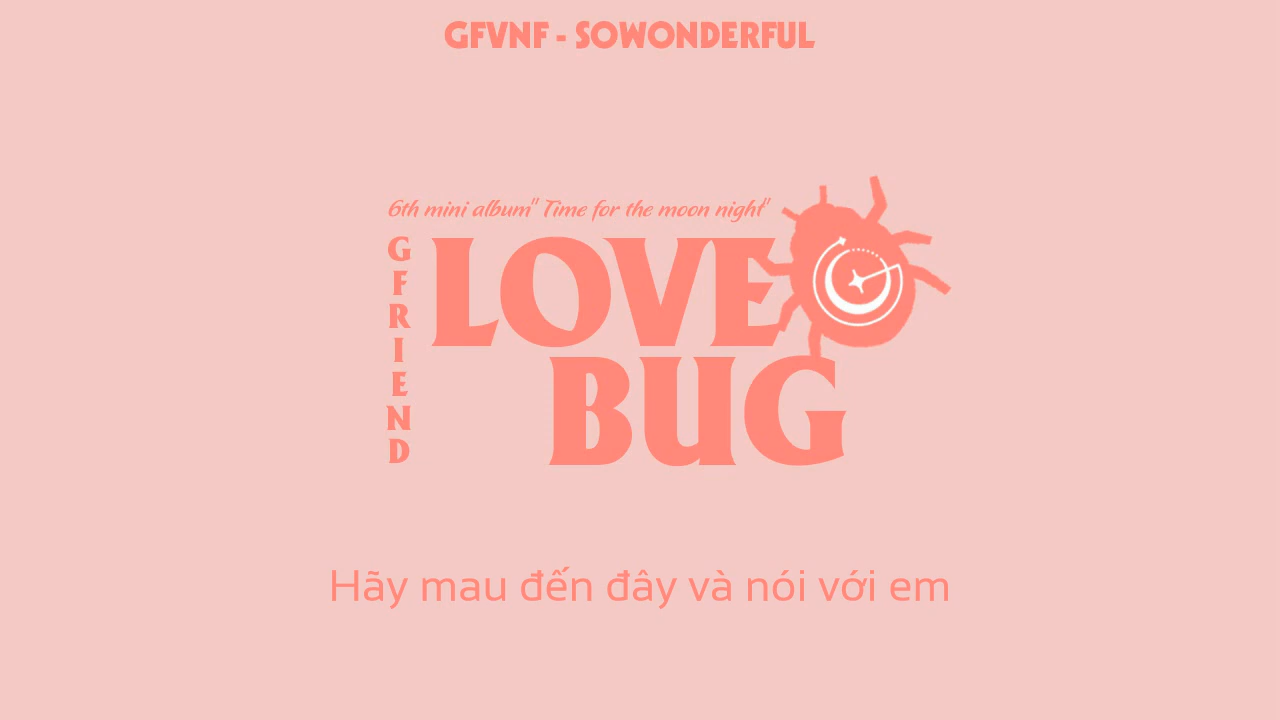 GFVNF - SOWONDERFUL
6th mini album" Time for the moon night"
GFRIEND
LOVE
BUG
Hãy mau đến đây và nói với em